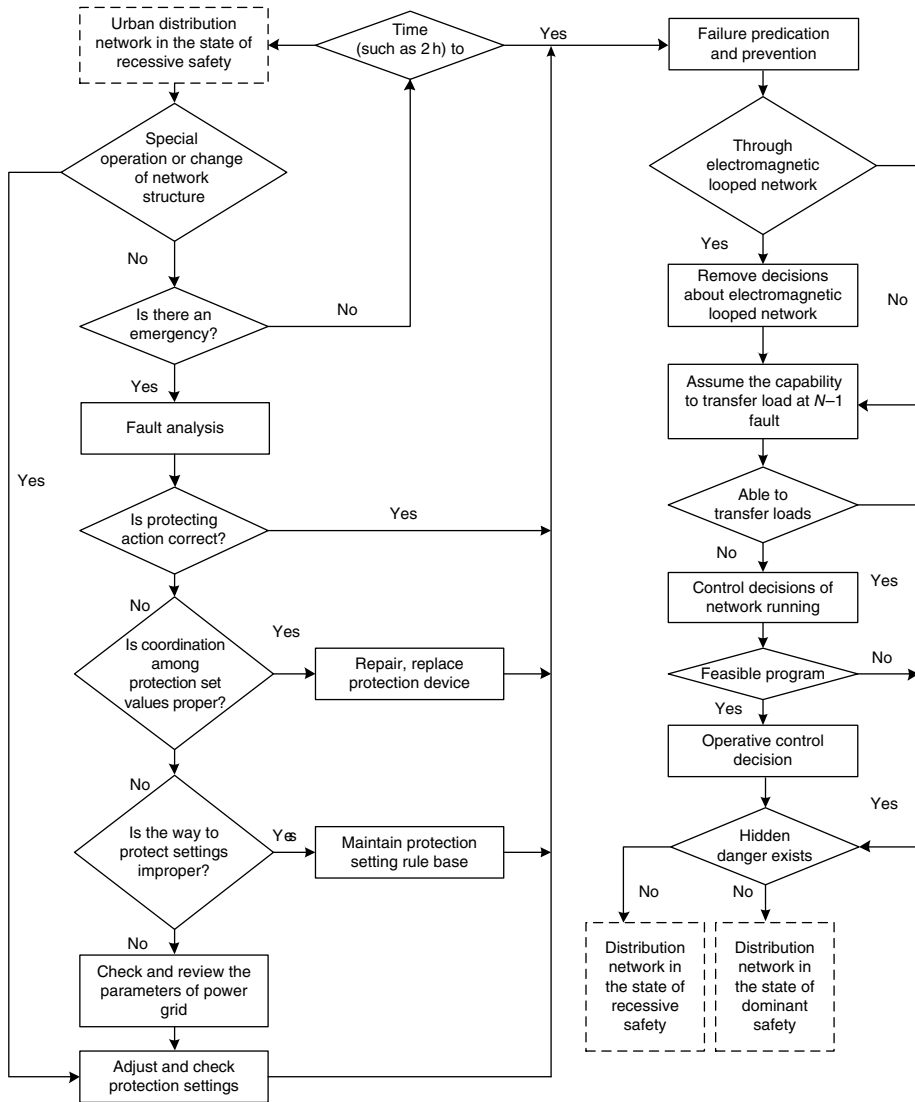 Urban distribution
network in the state of
recessive safety
Time
(such as 2 h) to
Yes
Special
operation or change
of network
structure
No
Is there an
emergency?
No
Yes
Fault analysis
Yes
Is protecting
action correct?
Yes
No
Is coordination
among
protection set
values proper?
Yes
Repair, replace
protection device
No
Is the way to
protect settings
improper?
Yes
Maintain protection
setting rule base
No
Check and review the
parameters of power
grid
Adjust and check
protection settings
Failure predication
and prevention
Through
electromagnetic
looped network
Yes
Remove decisions
about electromagnetic
looped network
No
Assume the capability
to transfer load at N–1
fault
Able to
transfer loads
No
Control decisions of
network running
Yes
Feasible program
No
Yes
Operative control
decision
Yes
Hidden
danger exists
No
No
Distribution
network in
the state of
recessive
safety
Distribution
network in
the state of
dominant
safety